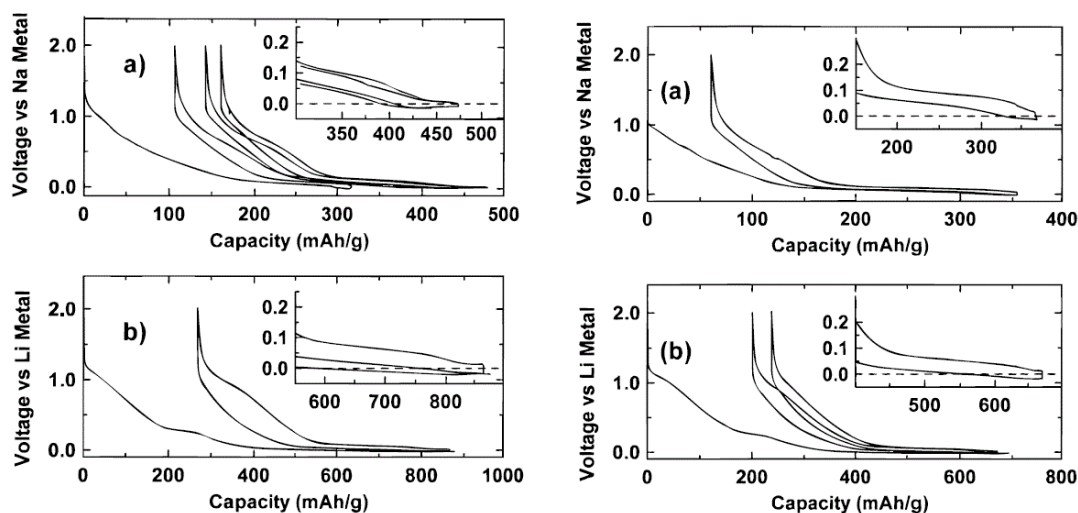 a)
Voltage vs Na Metal
2.0
1.0
0.0
0.2
0.1
0.0
350 400 450 500
0 100 200 300 400 500
Capacity (mAh/g)
(a)
Voltage vs Na Metal
2.0
1.0
0.0
0.2
0.1
0.0
200 300
0 100 200 300 400
Capacity (mAh/g)
b)
Voltage vs Li Metal
2.0
1.0
0.0
0.2
0.1
0.0
600 700 800
0 200 400 600 800 1000
Capacity (mAh/g)
(b)
Voltage vs Li Metal
2.0
1.0
0.0
0.2
0.1
0.0
500 600
0 200 400 600 800
Capacity (mAh/g)